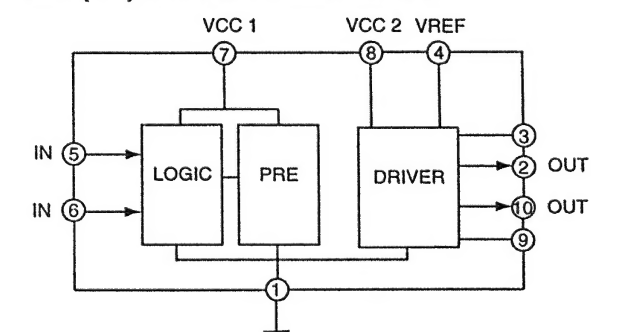 VCC 1 VCC 2 VREF
7 8 4
3
IN 5 LOGIC PRE DRIVER 2 OUT
IN 6 10 OUT
9
1